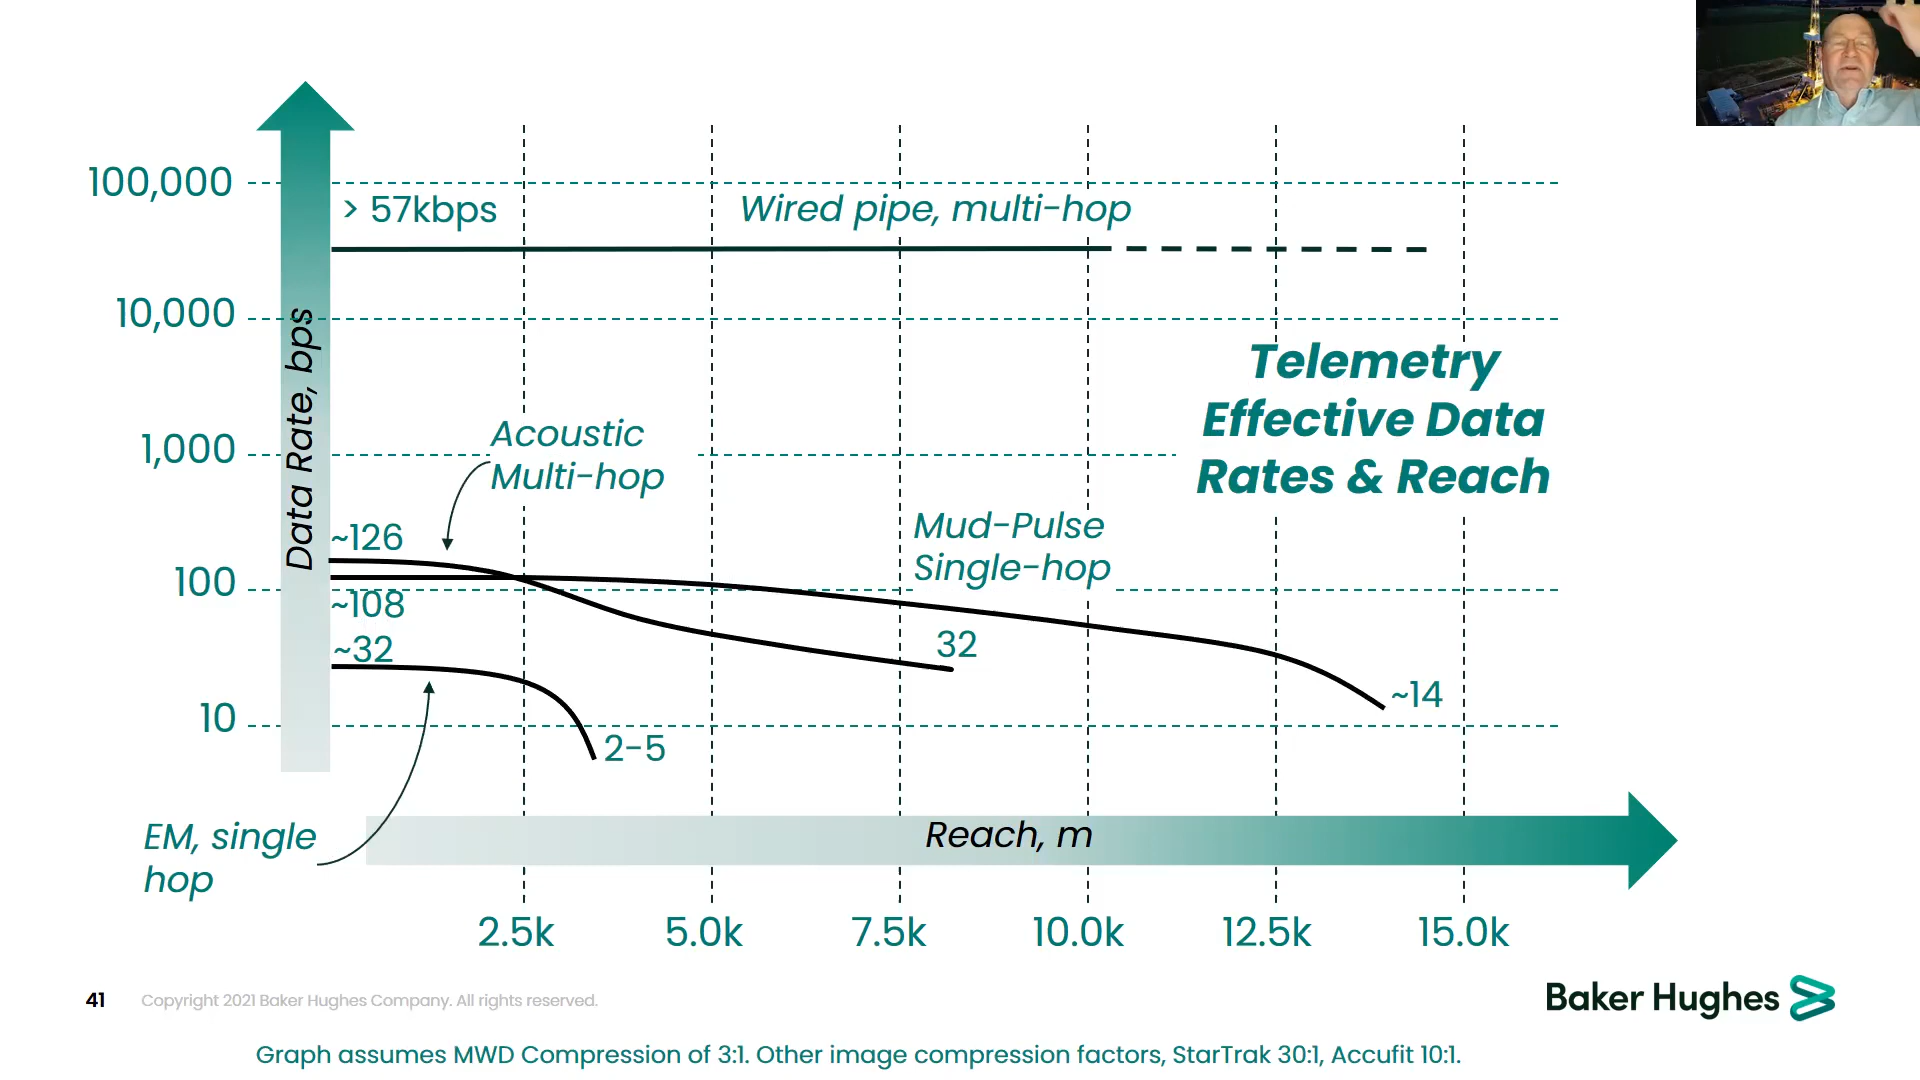 100,000
> 57kbps
Wired pipe, multi-hop
10,000
Data Rate, bps
Telemetry
Effective Data
Rates & Reach
1,000
Acoustic
Multi-hop
~126
Mud-Pulse
Single-hop
100
~108
~32
32
~14
10
2-5
EM, single
hop
Reach, m
2.5k
5.0k
7.5k
10.0k
12.5k
15.0k
41
Copyright 2021 Baker Hughes Company. All rights reserved.
Baker Hughes
Graph assumes MWD Compression of 3:1. Other image compression factors, StarTrak 30:1, Accufit 10:1.